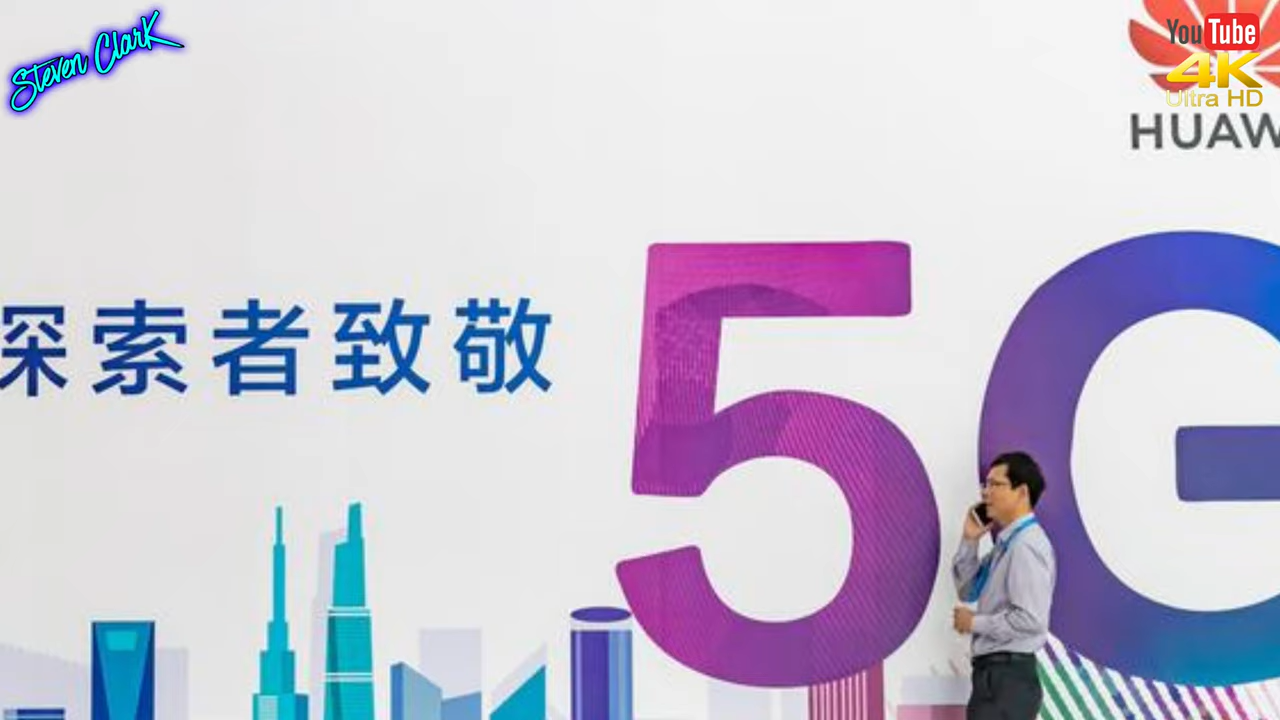 Steven Clark
YouTube
4K
Ultra HD
HUAW
探索者致敬
5G